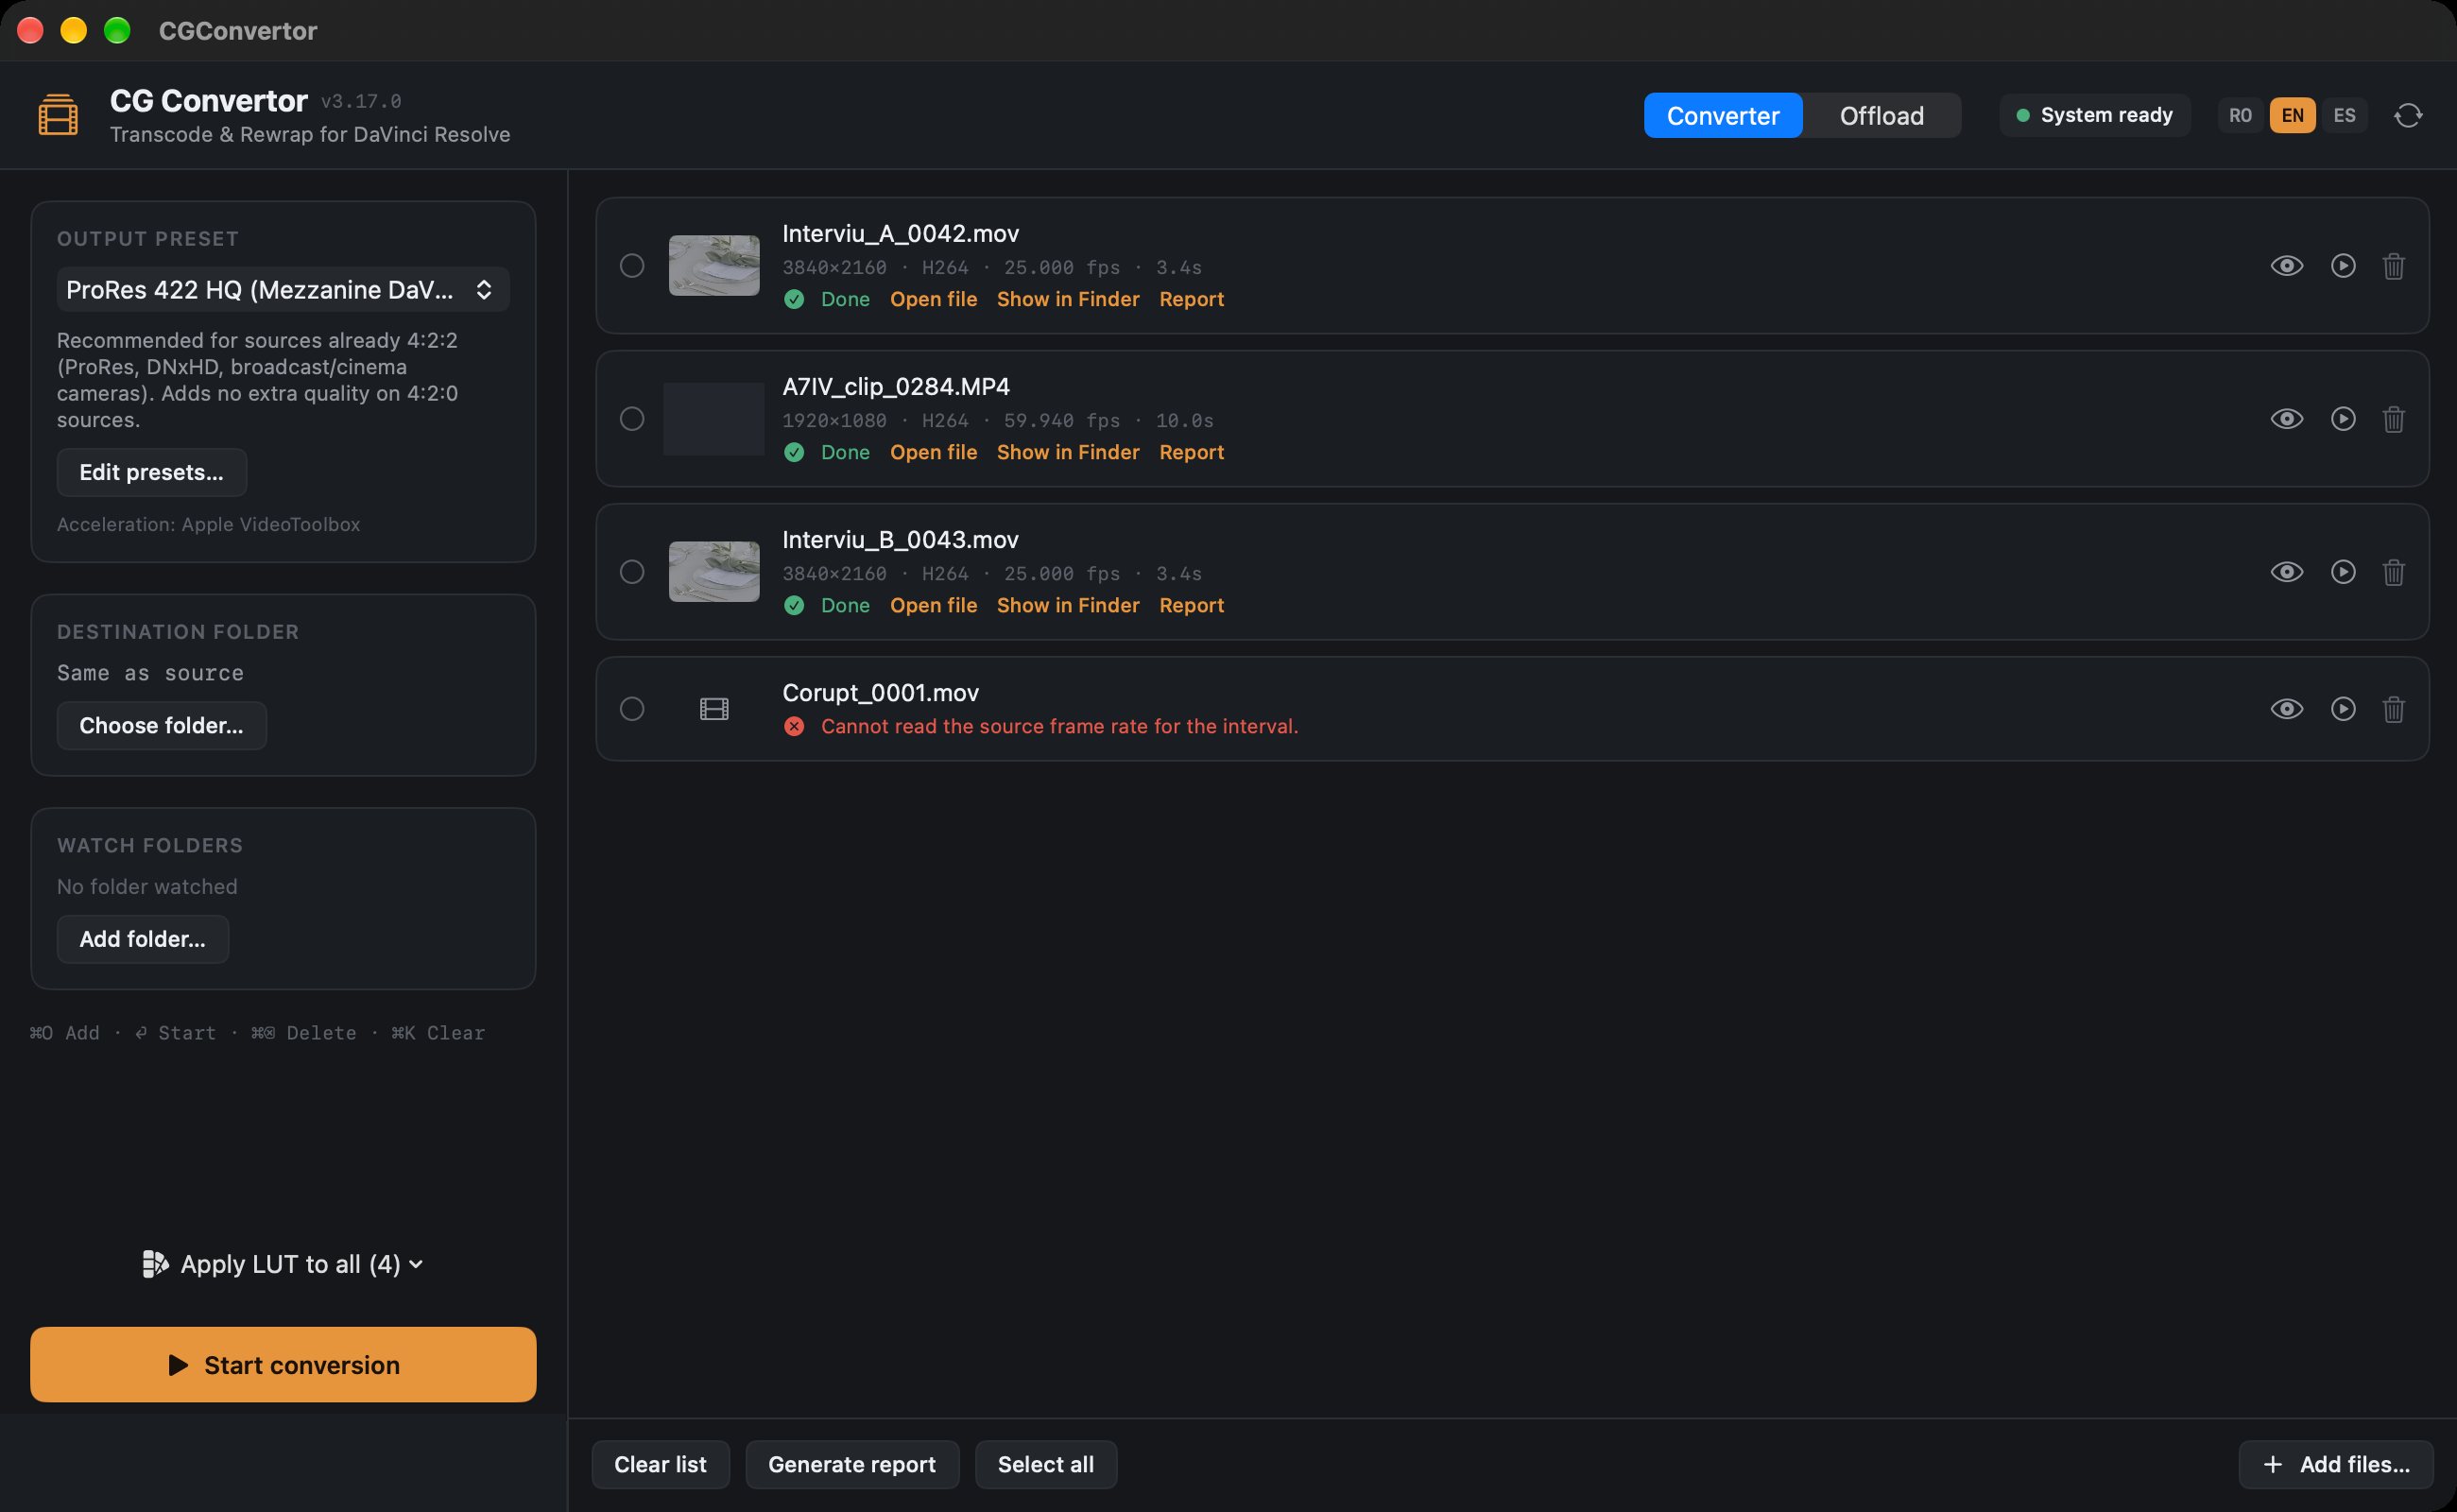 CGConvertor
CG Convertor v3.17.0
Transcode & Rewrap for DaVinci Resolve
Converter
Offload
System ready
RO
EN
ES
OUTPUT PRESET
ProRes 422 HQ (Mezzanine DaV...
Recommended for sources already 4:2:2
(ProRes, DNxHD, broadcast/cinema
cameras). Adds no extra quality on 4:2:0
sources.
Edit presets...
Acceleration: Apple VideoToolbox
DESTINATION FOLDER
Same as source
Choose folder...
WATCH FOLDERS
No folder watched
Add folder...
⌘O Add · ⏎ Start · ⌘⌫ Delete · ⌘K Clear
Apply LUT to all (4)
Start conversion
Interviu_A_0042.mov
3840×2160 · H264 · 25.000 fps · 3.4s
Done Open file Show in Finder Report
A7IV_clip_0284.MP4
1920×1080 · H264 · 59.940 fps · 10.0s
Done Open file Show in Finder Report
Interviu_B_0043.mov
3840×2160 · H264 · 25.000 fps · 3.4s
Done Open file Show in Finder Report
Corupt_0001.mov
Cannot read the source frame rate for the interval.
Clear list
Generate report
Select all
+ Add files...